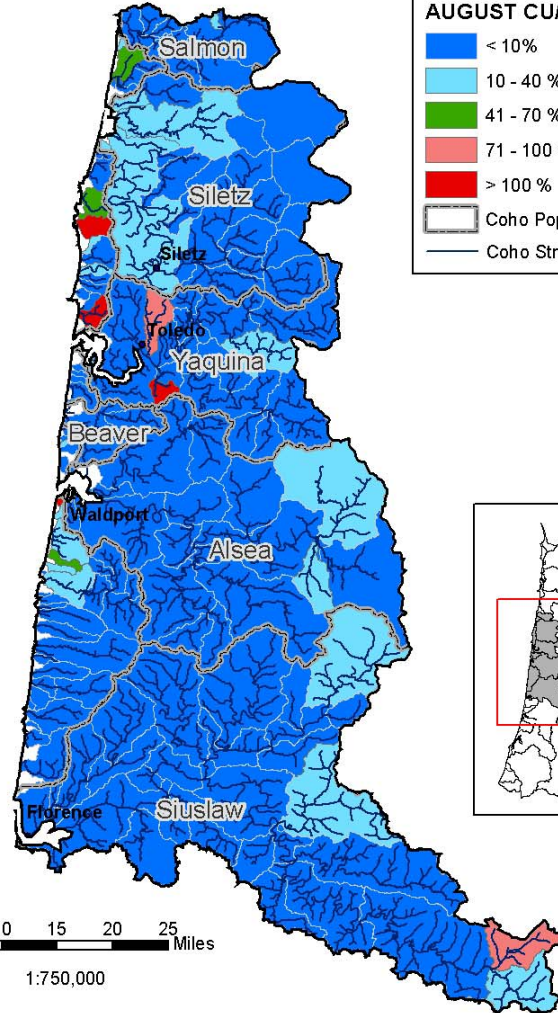 AUGUST CUA
< 10%
10 - 40 %
41 - 70 %
71 - 100
> 100 %
Coho Pop
Coho Str
Salmon
Siletz
Siletz
Toledo
Yaquina
Beaver
Waldport
Alsea
Siuslaw
Florence
0 15 20 25
Miles
1:750,000